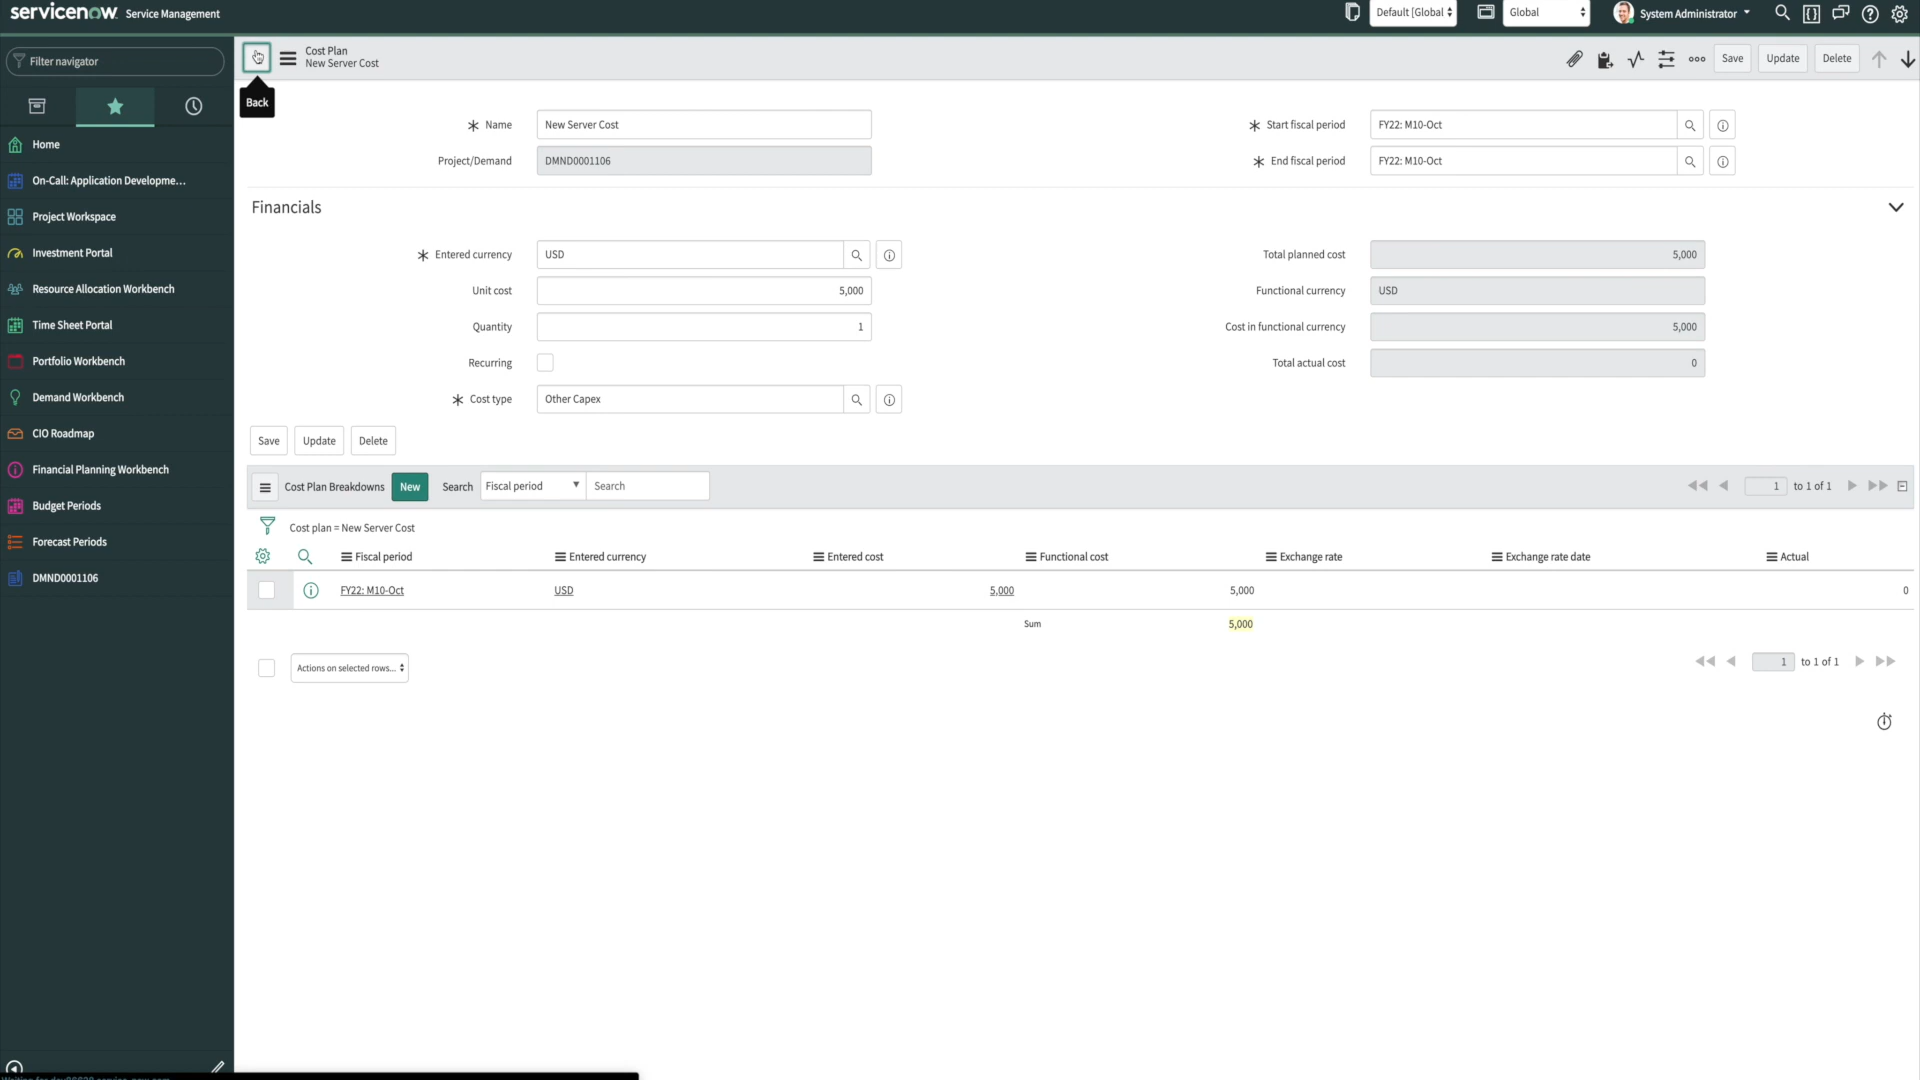 servicenow Service Management
Default [Global
Global
System Administrator
Filter navigator
Home
On-Call: Application Developme...
Project Workspace
Investment Portal
Resource Allocation Workbench
Time Sheet Portal
Portfolio Workbench
Demand Workbench
CIO Roadmap
Financial Planning Workbench
Budget Periods
Forecast Periods
DMND0001106
Cost Plan
New Server Cost
Back
Save Update Delete
Name New Server Cost
Start fiscal period FY22: M10-Oct
Project/Demand DMND0001106
End fiscal period FY22: M10-Oct
Financials
Entered currency USD
Total planned cost 5,000
Unit cost 5,000
Functional currency USD
Quantity 1
Cost in functional currency 5,000
Recurring
Total actual cost 0
Cost type Other Capex
Save Update Delete
Cost Plan Breakdowns New Search Fiscal period Search 1 to 1 of 1
Cost plan = New Server Cost
Fiscal period Entered currency Entered cost Functional cost Exchange rate Exchange rate date Actual
FY22: M10-Oct USD 5,000 5,000 0
Sum 5,000
Actions on selected rows... 1 to 1 of 1